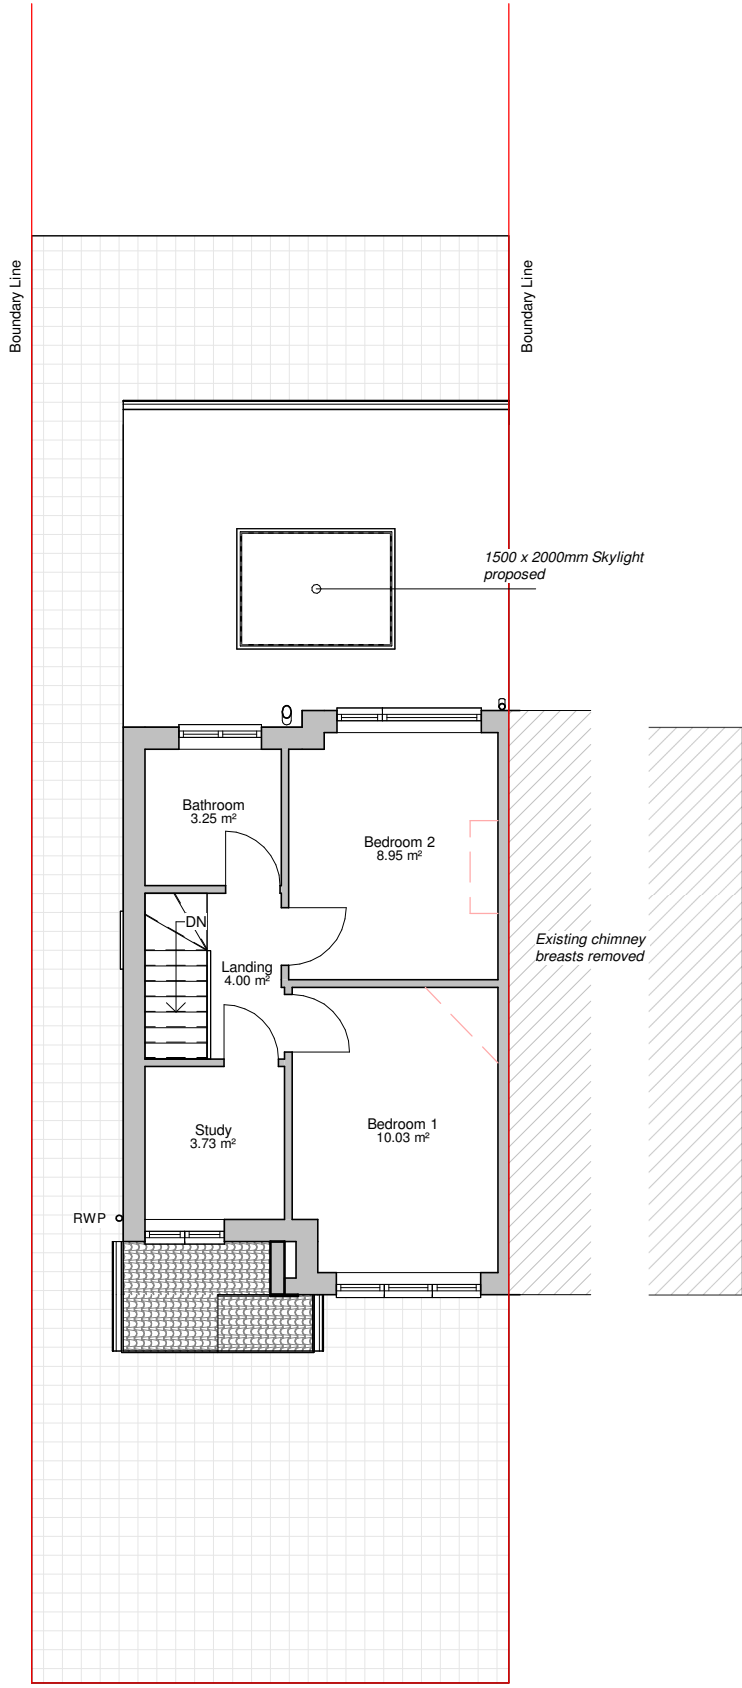 Boundary Line
Boundary Line
1500 x 2000mm Skylight
proposed
Bathroom
3.25 m²
Bedroom 2
8.95 m²
DN
Existing chimney
breasts removed
Landing
4.00 m²
Study
3.73 m²
Bedroom 1
10.03 m²
RWP